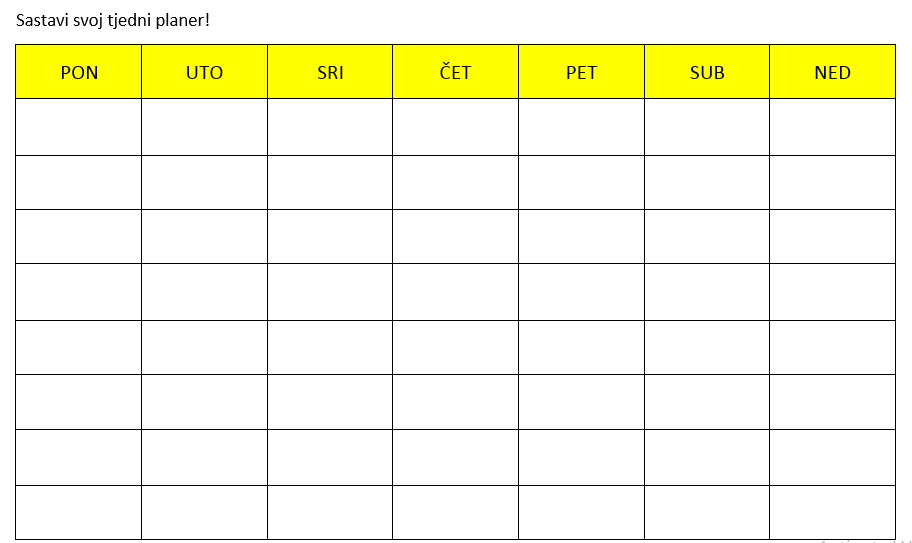 Sastavi svoj tjedni planer!
PON UTO SRI ČET PET SUB NED